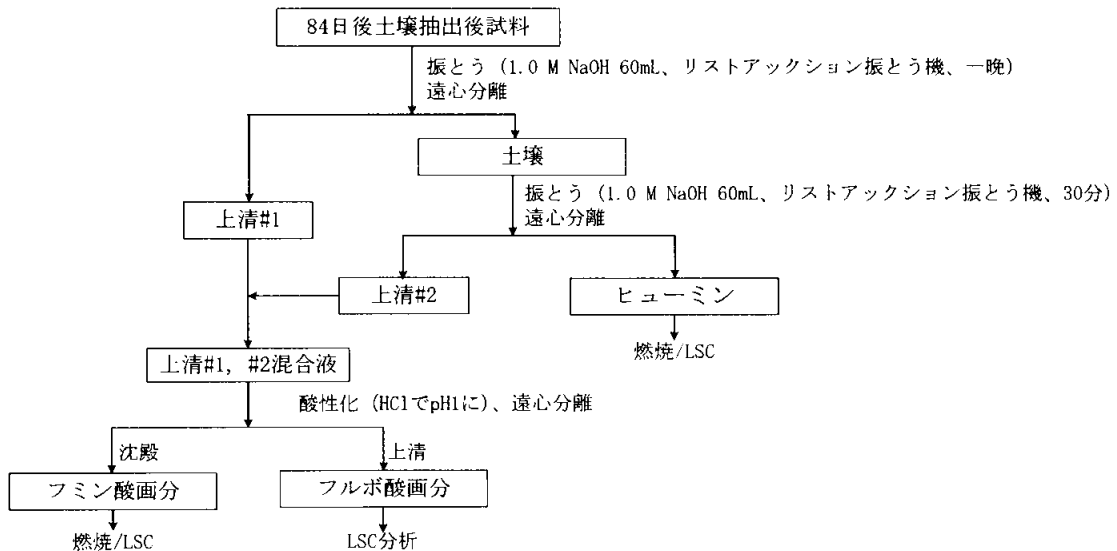 84日後土壌抽出後試料
振とう (1.0 M NaOH 60mL、リストアックション振とう機、一晩)
遠心分離
土壌
振とう (1.0 M NaOH 60mL、リストアックション振とう機、30分)
遠心分離
上清#1
上清#2
ヒューミン
燃焼/LSC
上清#1, #2混合液
酸性化 (HClでpH1に)、遠心分離
沈殿
上清
フミン酸画分
フルボ酸画分
燃焼/LSC
LSC分析